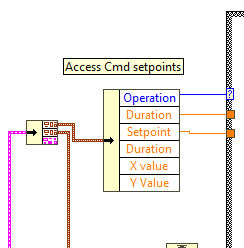 Access Cmd setpoints
Operation
?
Duration
Setpoint
Duration
X value
Y Value